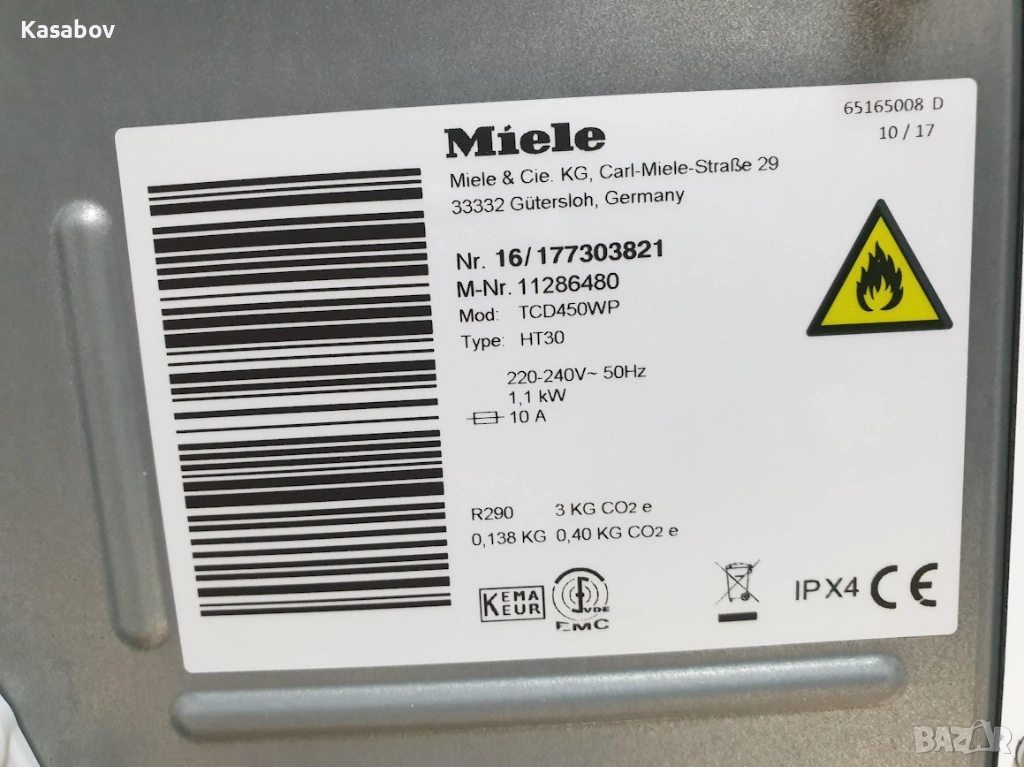 Kasabov
65165008 D
10 / 17
Miele
Miele & Cie. KG, Carl-Miele-Straße 29
33332 Gütersloh, Germany
Nr. 16/177303821
M-Nr. 11286480
Mod: TCD450WP
Type: HT30
220-240V~ 50Hz
1,1 kW
10 A
R290 3 KG CO2 e
0,138 KG 0,40 KG CO2 e
KEMA
KEUR
VDE
EMC
IPX4 CE
BAZAR